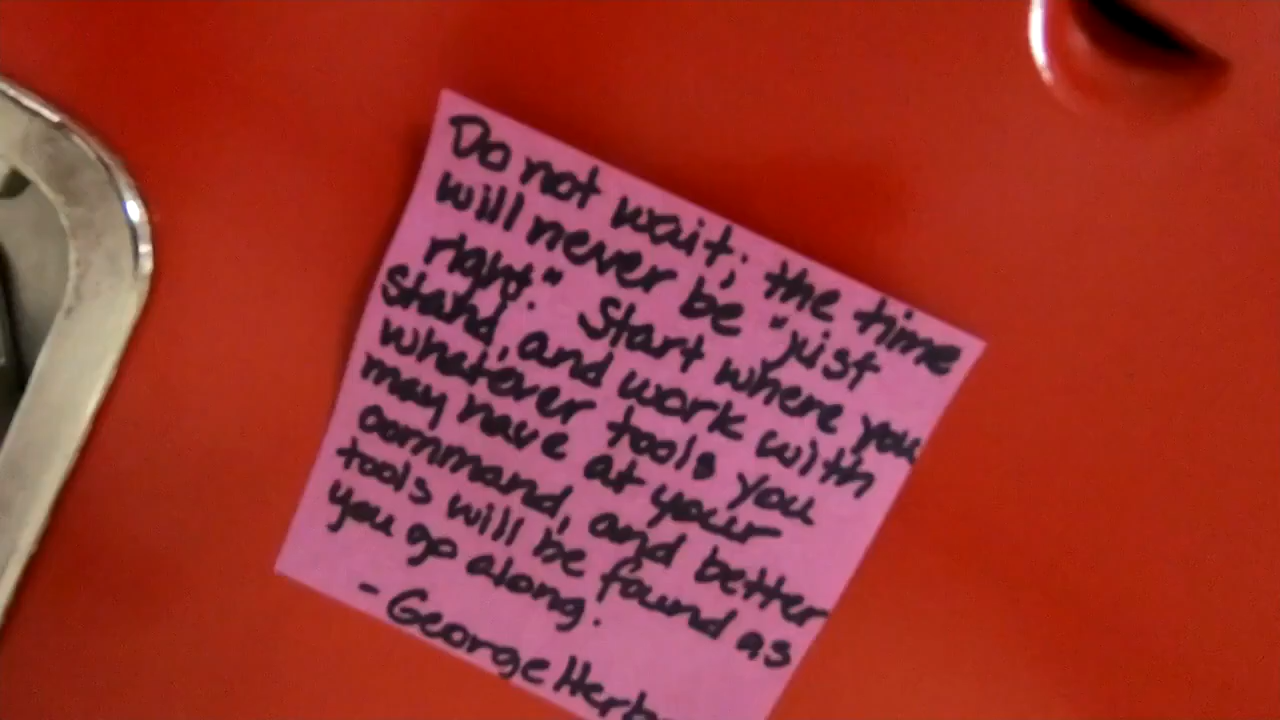 Do not wait; the time
will never be "just
right." Start where you
stand, and work with
whatever tools you
may have at your
command, and better
tools will be found as
you go along.
- George Herb